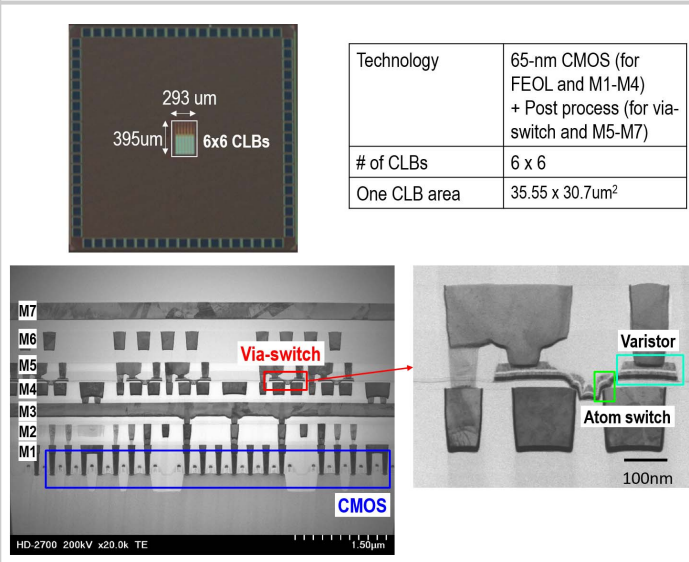 293 um
395um
6x6 CLBs
Technology
65-nm CMOS (for
FEOL and M1-M4)
+ Post process (for via-
switch and M5-M7)
# of CLBs
6 x 6
One CLB area
35.55 x 30.7um²
M7
M6
M5
M4
M3
M2
M1
Via-switch
CMOS
HD-2700 200kV x20.0k TE
1.50µm
Varistor
Atom switch
100nm